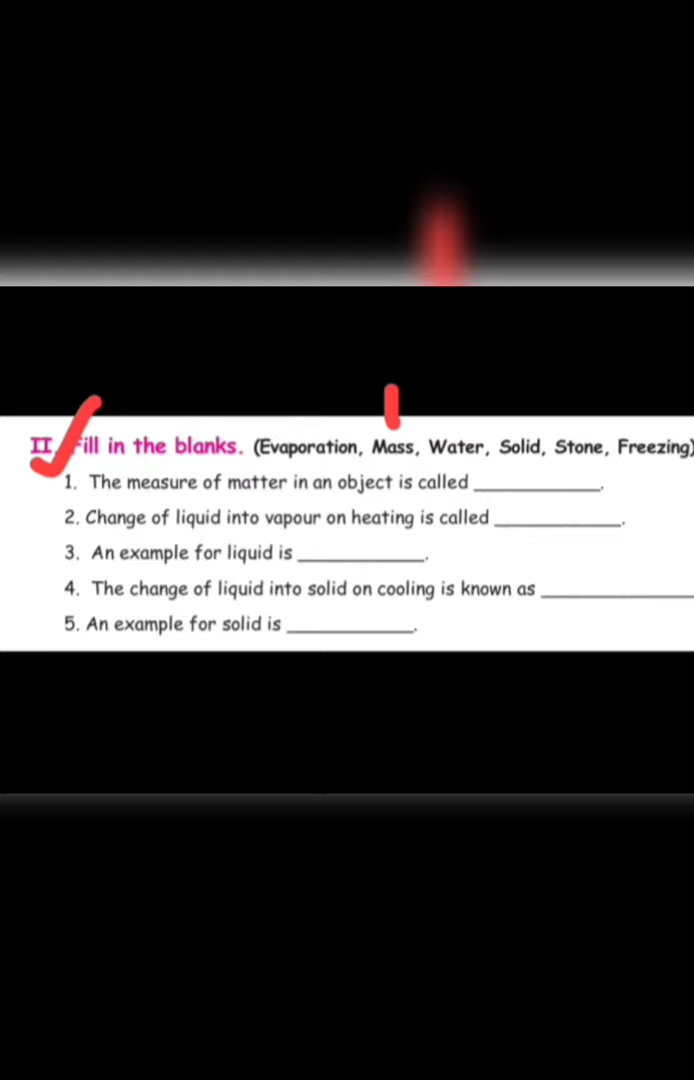 II. Fill in the blanks. (Evaporation, Mass, Water, Solid, Stone, Freezing)
1. The measure of matter in an object is called ____________.
2. Change of liquid into vapour on heating is called ____________.
3. An example for liquid is ____________.
4. The change of liquid into solid on cooling is known as ____________
5. An example for solid is ____________.